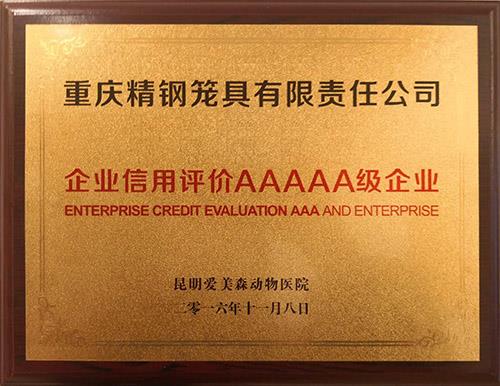 重庆精钢笼具有限责任公司
企业信用评价AAAAA级企业
ENTERPRISE CREDIT EVALUATION AAA AND ENTERPRISE
昆明爱美森动物医院
二零一六年十一月八日